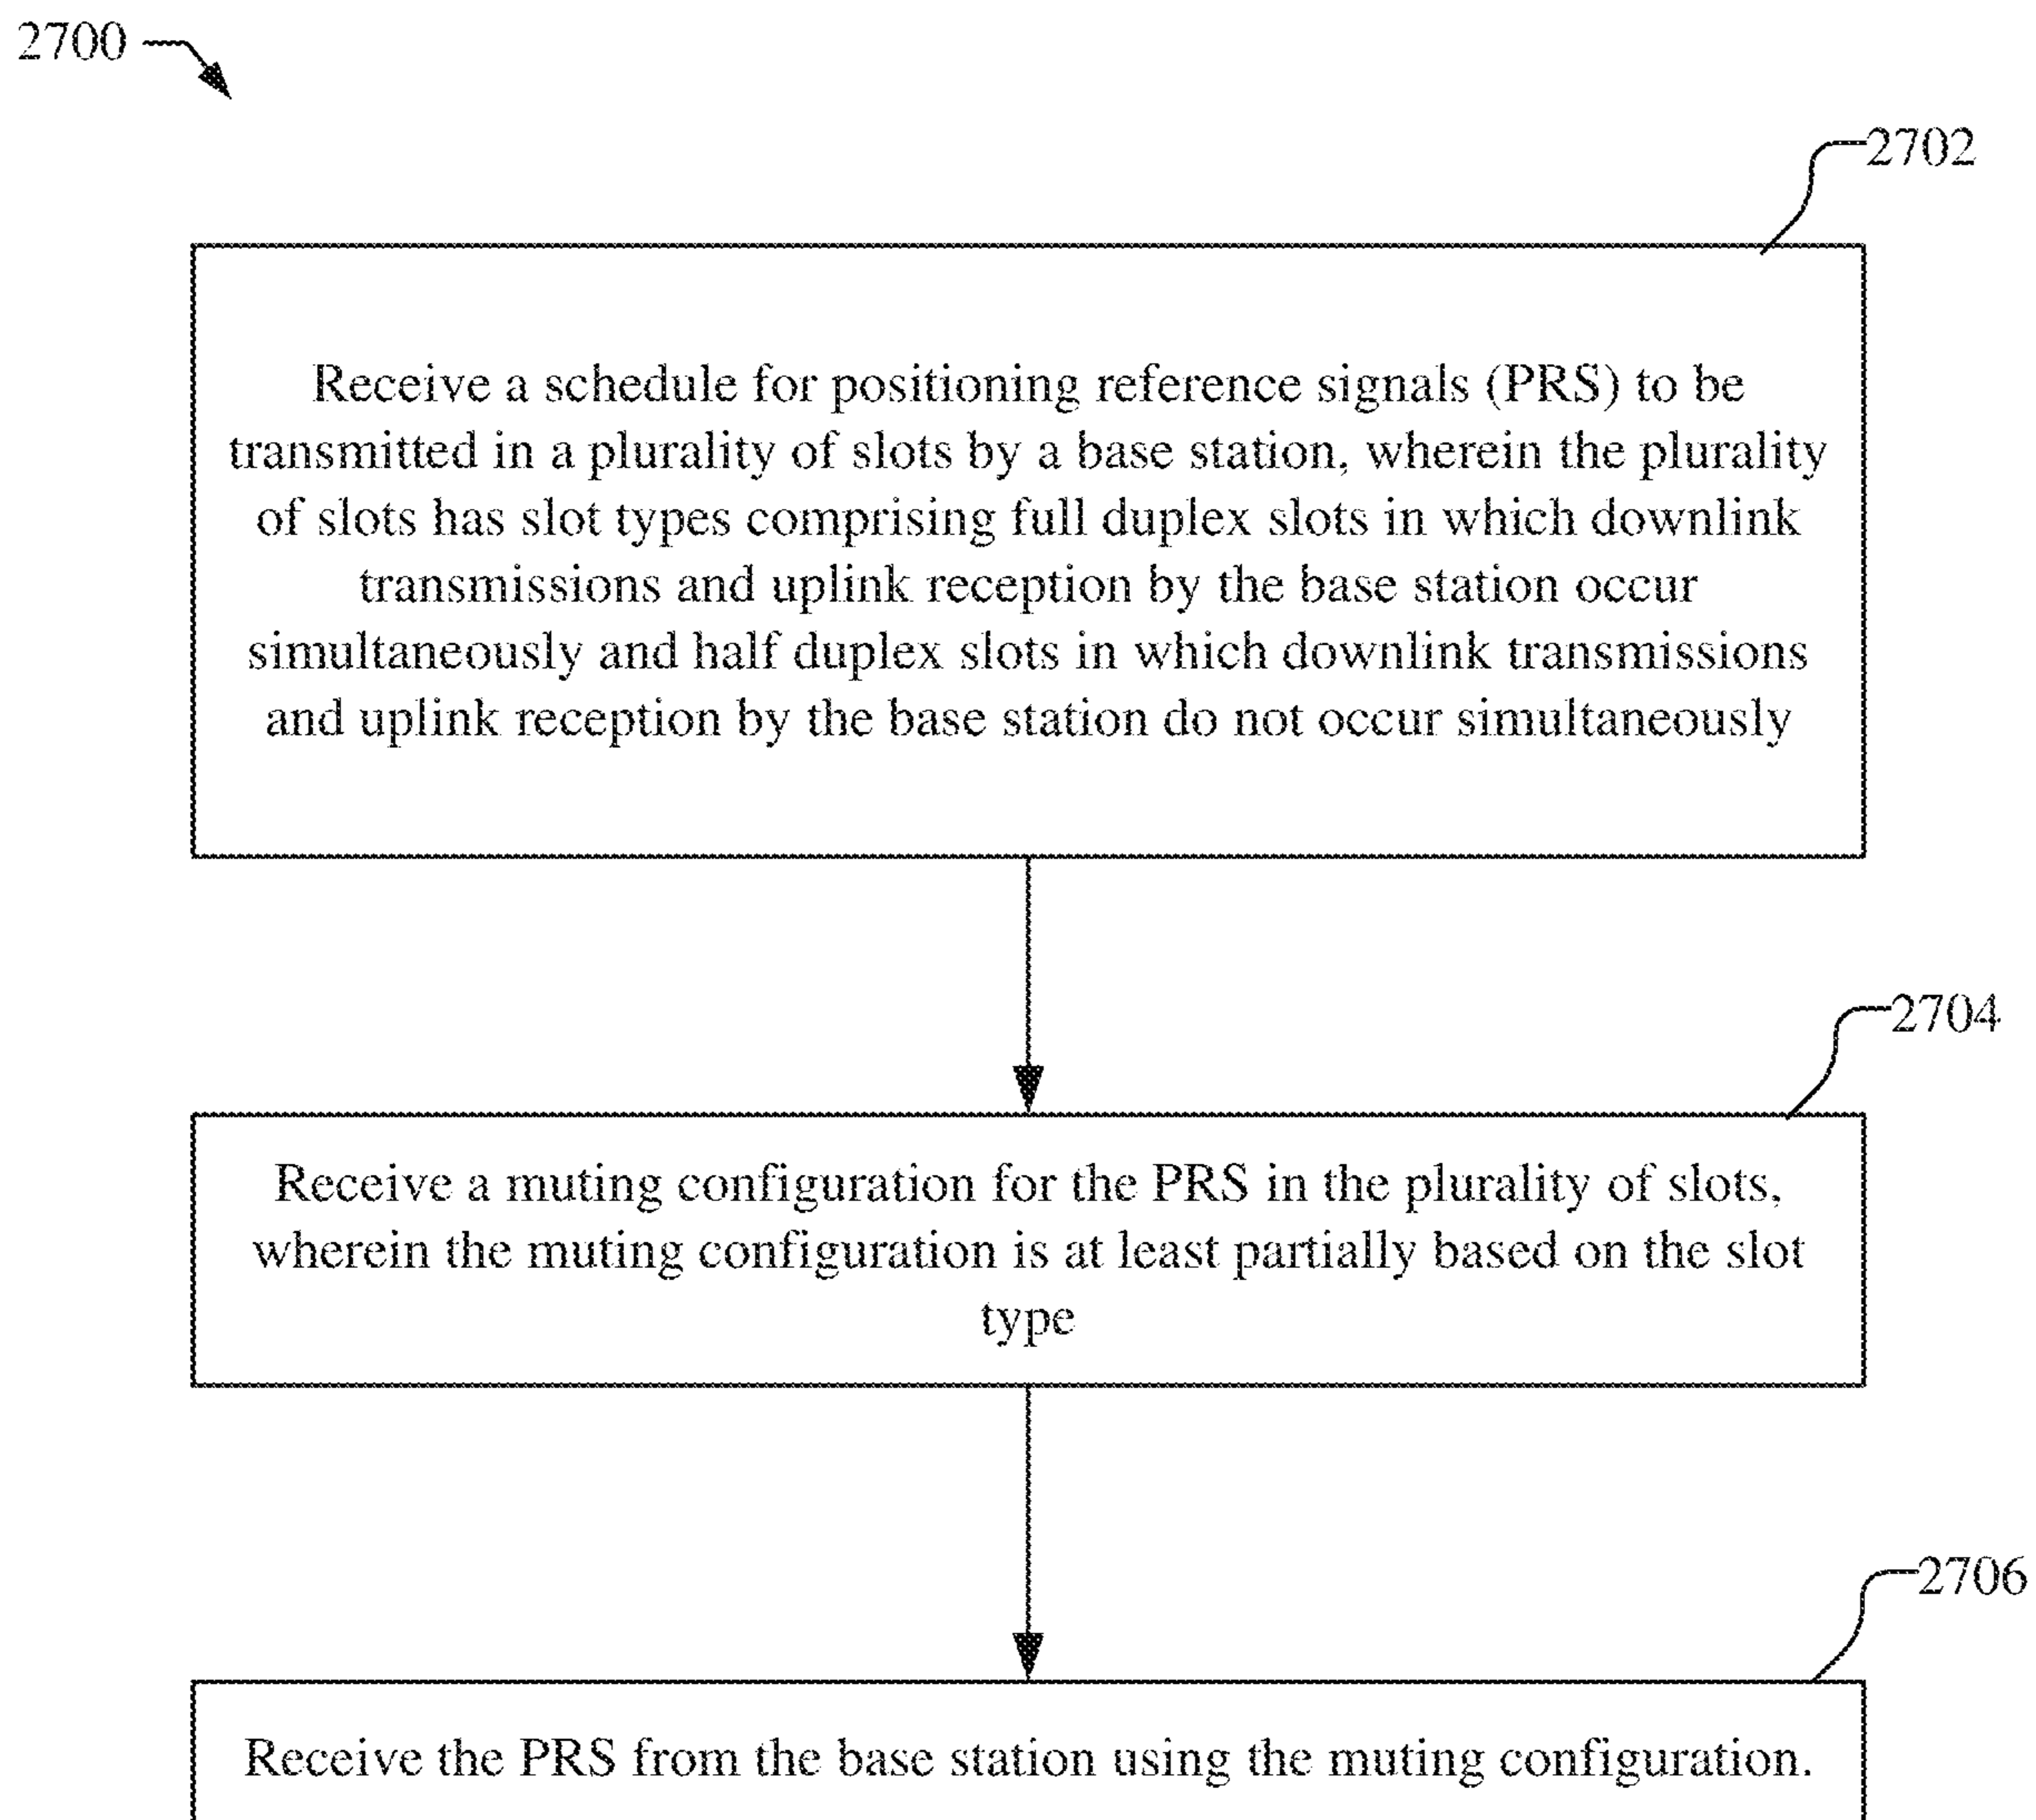 2700
2702
Receive a schedule for positioning reference signals (PRS) to be
transmitted in a plurality of slots by a base station, wherein the plurality
of slots has slot types comprising full duplex slots in which downlink
transmissions and uplink reception by the base station occur
simultaneously and half duplex slots in which downlink transmissions
and uplink reception by the base station do not occur simultaneously
2704
Receive a muting configuration for the PRS in the plurality of slots,
wherein the muting configuration is at least partially based on the slot
type
2706
Receive the PRS from the base station using the muting configuration.